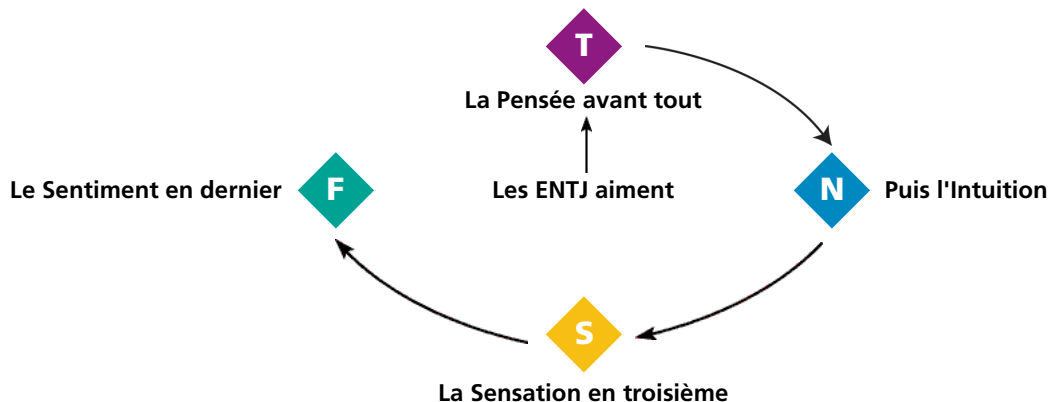 T
La Pensée avant tout
Le Sentiment en dernier
F
Les ENTJ aiment
N
Puis l'Intuition
S
La Sensation en troisième